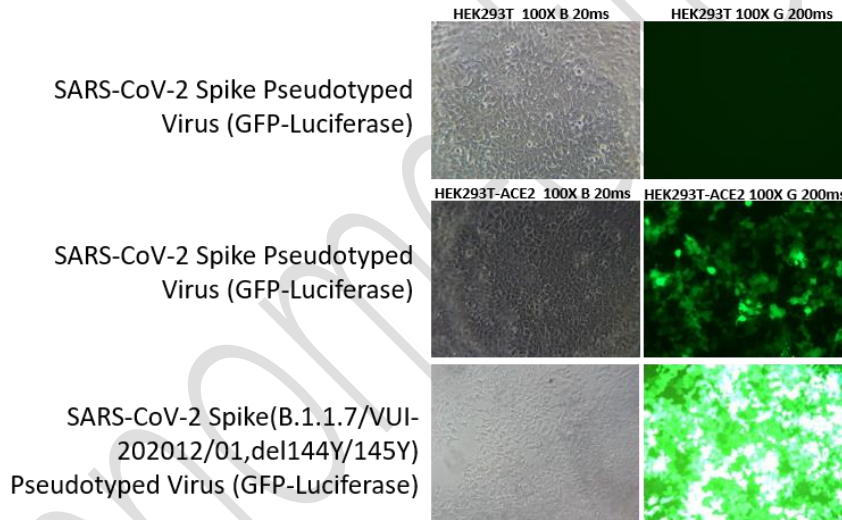 HEK293T 100X B 20ms
HEK293T 100X G 200ms
SARS-CoV-2 Spike Pseudotyped
Virus (GFP-Luciferase)
HEK293T-ACE2 100X B 20ms
HEK293T-ACE2 100X G 200ms
SARS-CoV-2 Spike Pseudotyped
Virus (GFP-Luciferase)
SARS-CoV-2 Spike(B.1.1.7/VUI-
202012/01,del144Y/145Y)
Pseudotyped Virus (GFP-Luciferase)